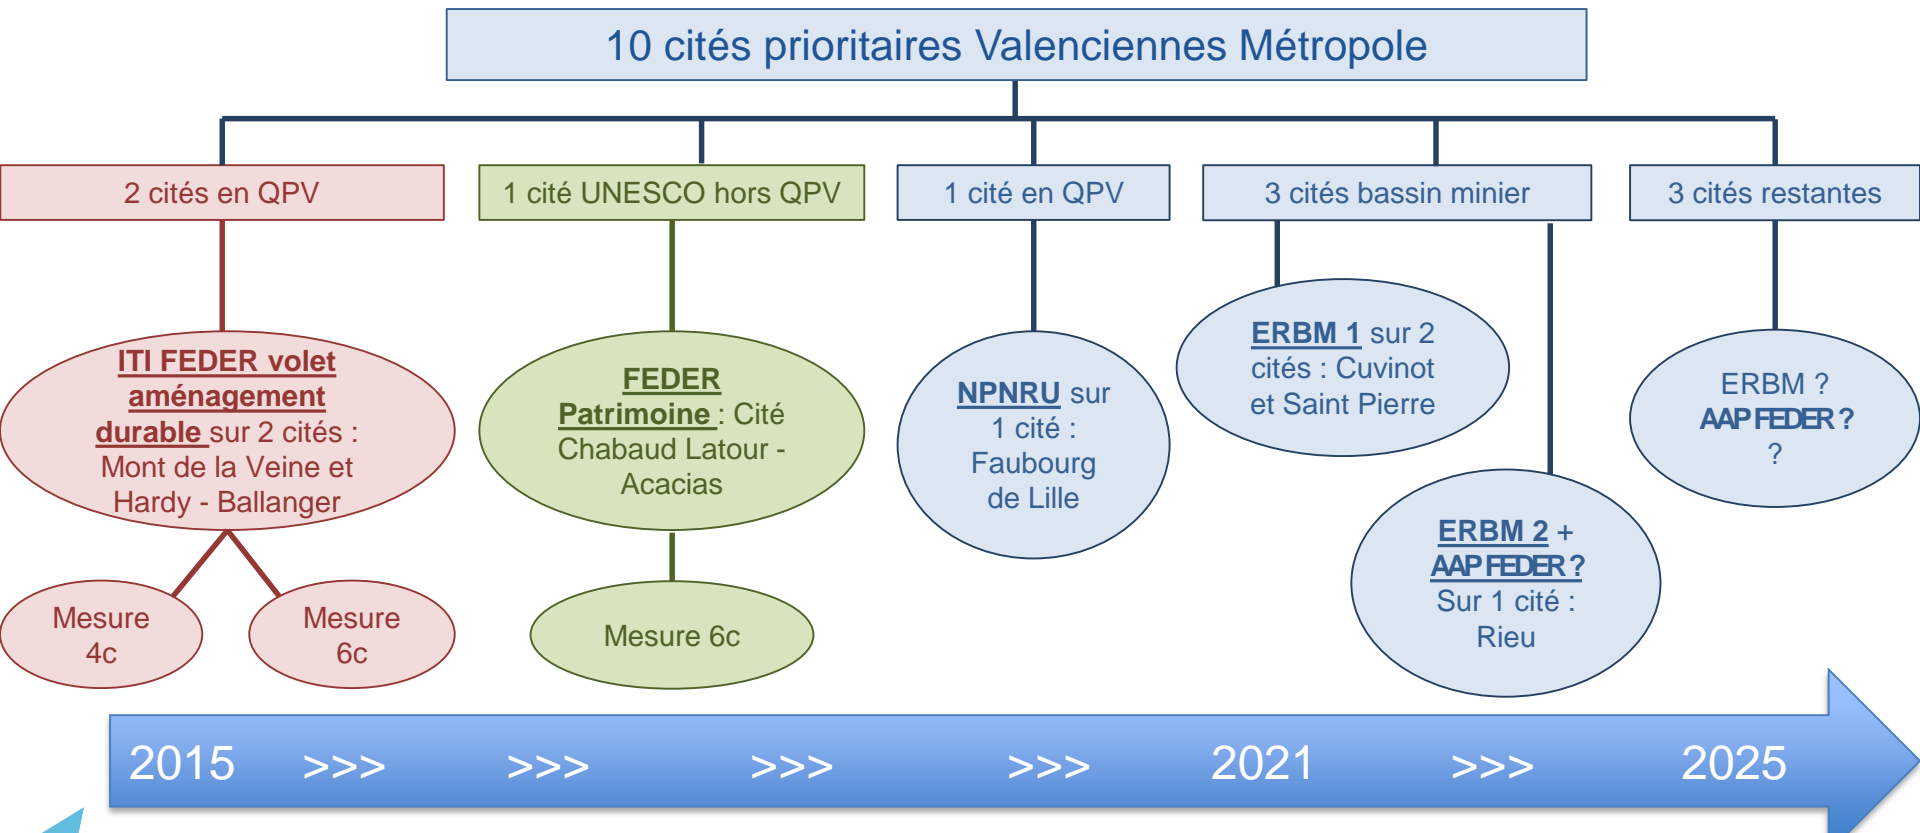 10 cités prioritaires Valenciennes Métropole
2 cités en QPV
1 cité UNESCO hors QPV
1 cité en QPV
3 cités bassin minier
3 cités restantes
ITI FEDER volet
aménagement
durable sur 2 cités :
Mont de la Veine et
Hardy - Ballanger
FEDER
Patrimoine : Cité
Chabaud Latour -
Acacias
NPNRU sur
1 cité :
Faubourg
de Lille
ERBM 1 sur 2
cités : Cuvinot
et Saint Pierre
ERBM ?
AAP FEDER ?
?
ERBM 2 +
AAP FEDER ?
Sur 1 cité :
Rieu
Mesure
4c
Mesure
6c
Mesure 6c
2015 >>> >>> >>> >>> 2021 >>> 2025